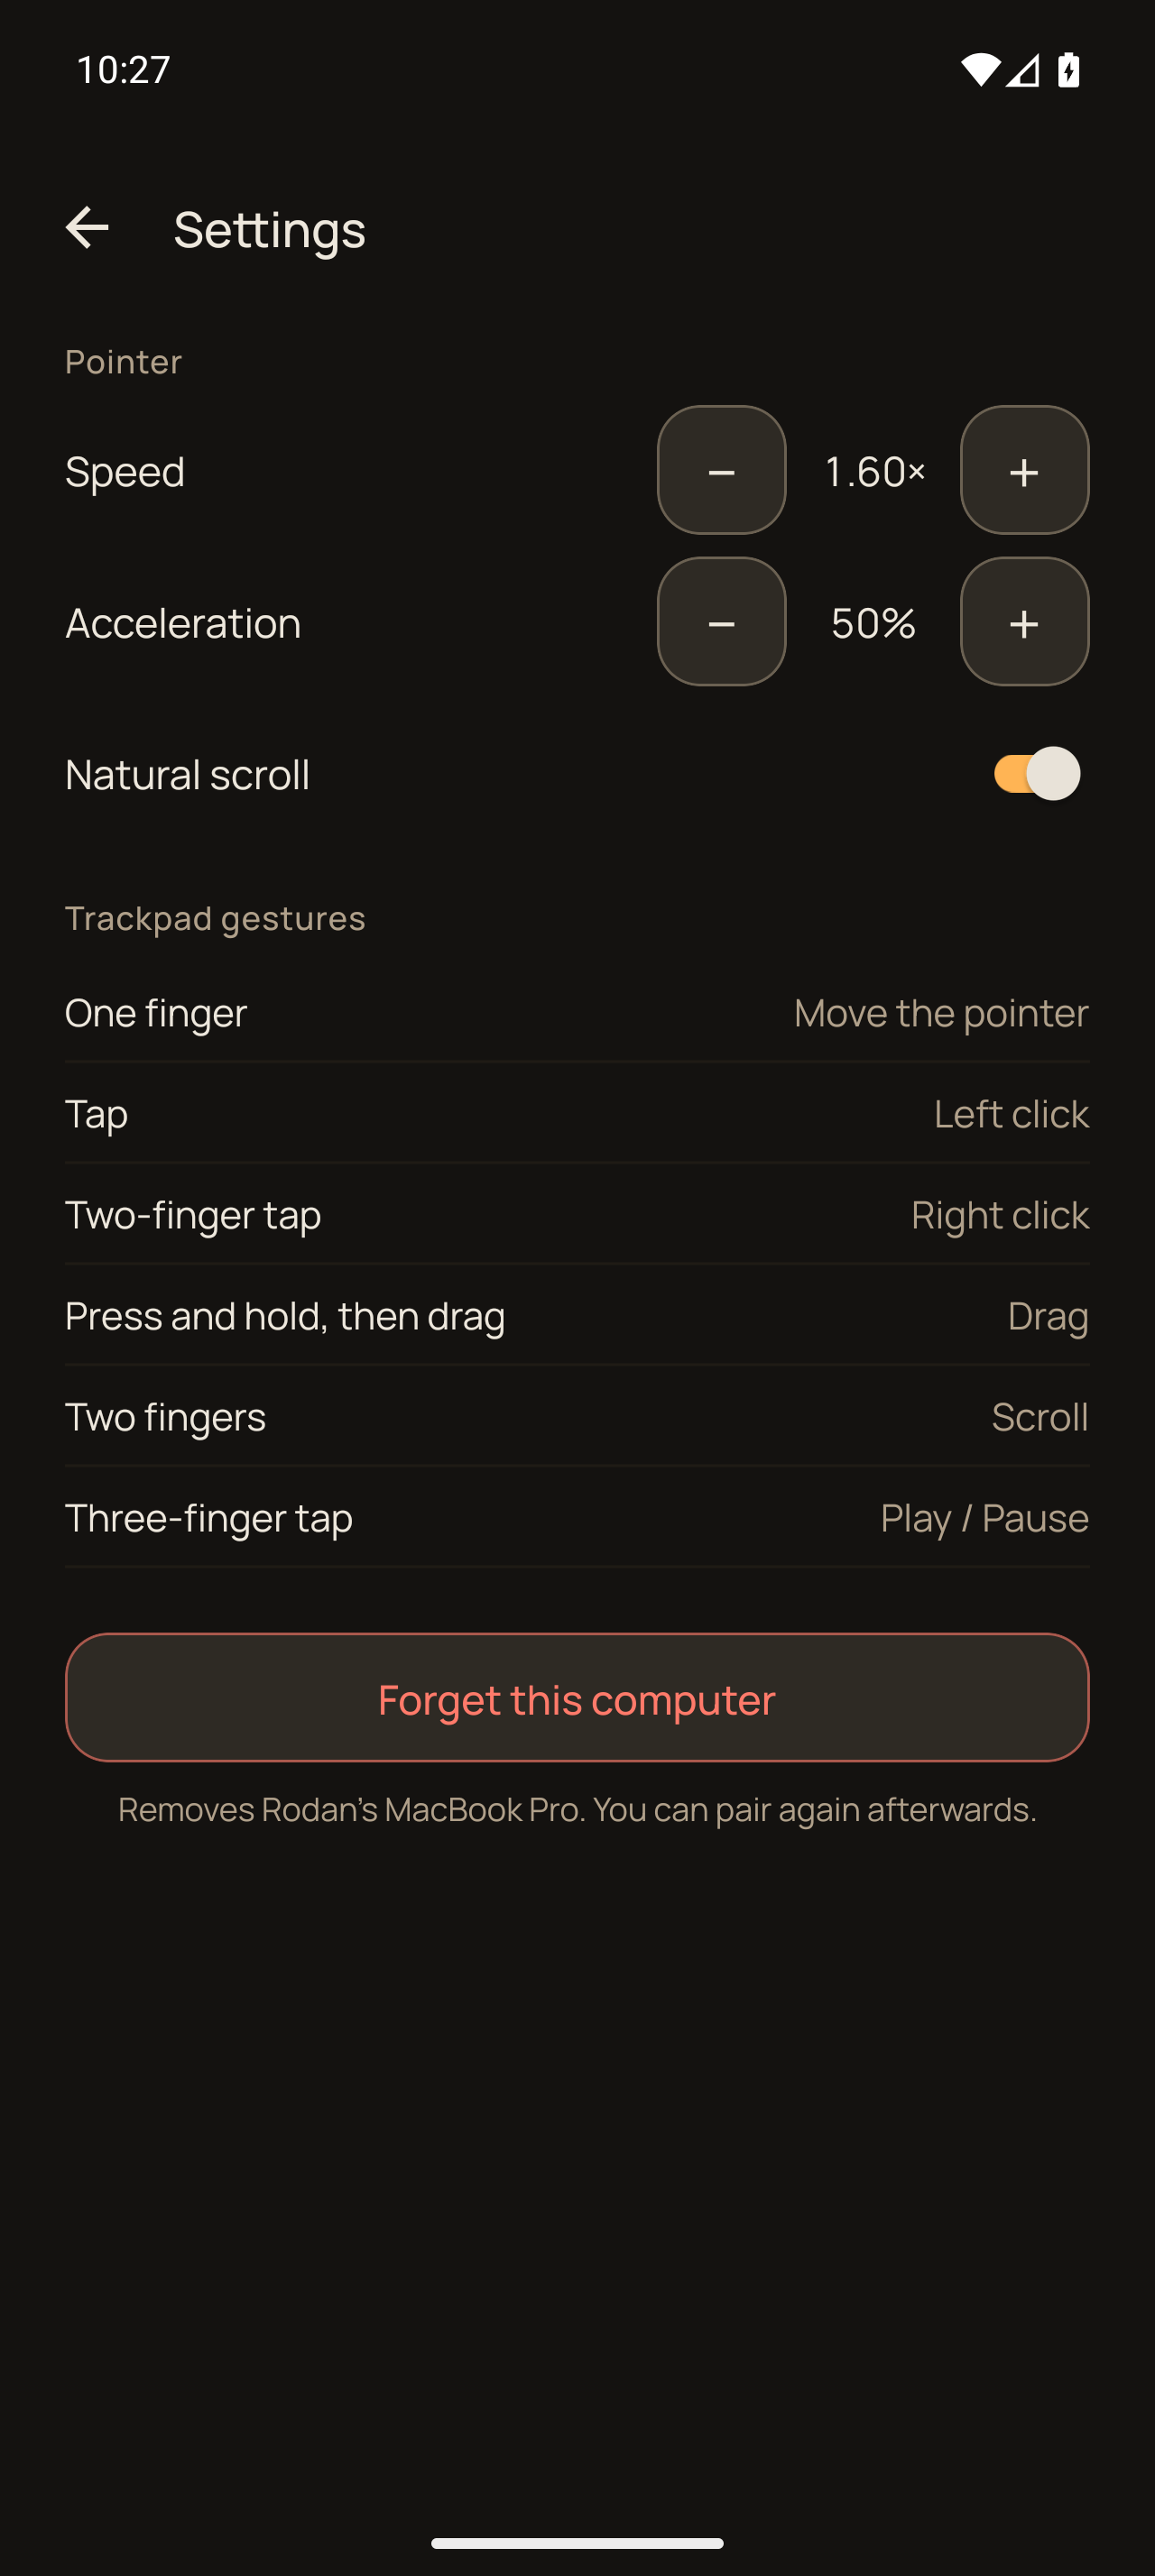 10:27
Settings
Pointer
Speed − 1.60× +
Acceleration − 50% +
Natural scroll
Trackpad gestures
One finger Move the pointer
Tap Left click
Two-finger tap Right click
Press and hold, then drag Drag
Two fingers Scroll
Three-finger tap Play / Pause
Forget this computer
Removes Rodan’s MacBook Pro. You can pair again afterwards.